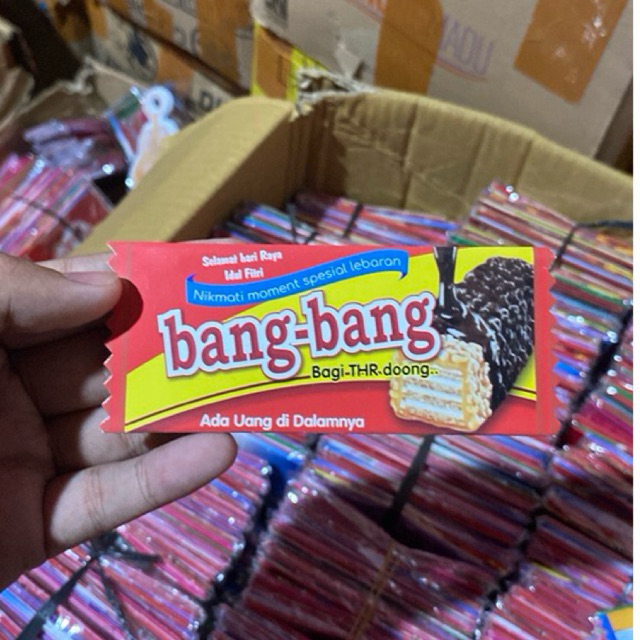 Selamat hari Raya
Idul Fitri
Nikmati moment spesial lebaran
bang-bang
Bagi-THR.doong..
Ada Uang di Dalamnya